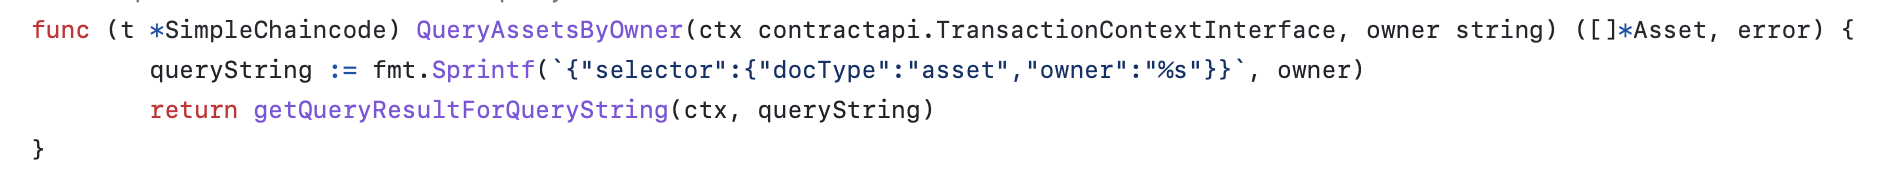 func (t *SimpleChaincode) QueryAssetsByOwner(ctx contractapi.TransactionContextInterface, owner string) ([]*Asset, error) {
	queryString := fmt.Sprintf(`{"selector":{"docType":"asset","owner":"%s"}}`, owner)
	return getQueryResultForQueryString(ctx, queryString)
}